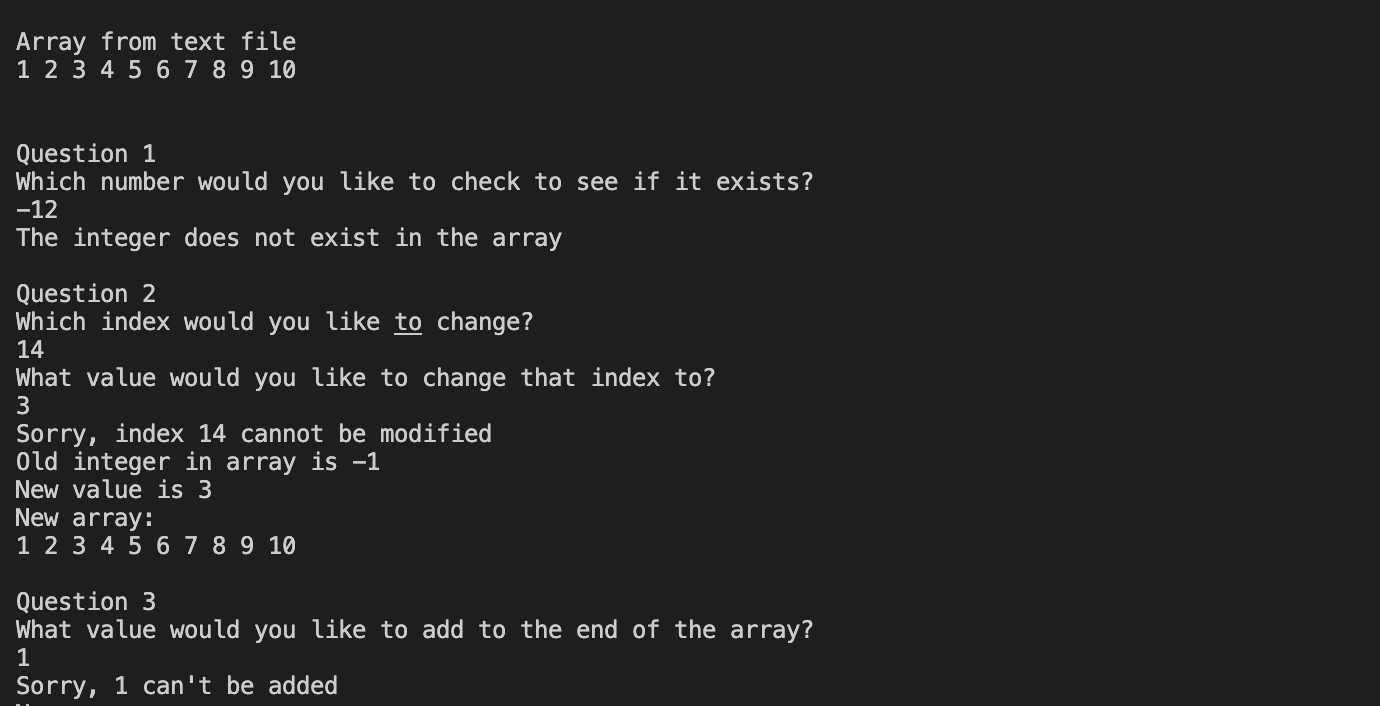 Array from text file
1 2 3 4 5 6 7 8 9 10
Question 1
Which number would you like to check to see if it exists?
-12
The integer does not exist in the array
Question 2
Which index would you like to change?
14
What value would you like to change that index to?
3
Sorry, index 14 cannot be modified
Old integer in array is -1
New value is 3
New array:
1 2 3 4 5 6 7 8 9 10
Question 3
What value would you like to add to the end of the array?
1
Sorry, 1 can't be added